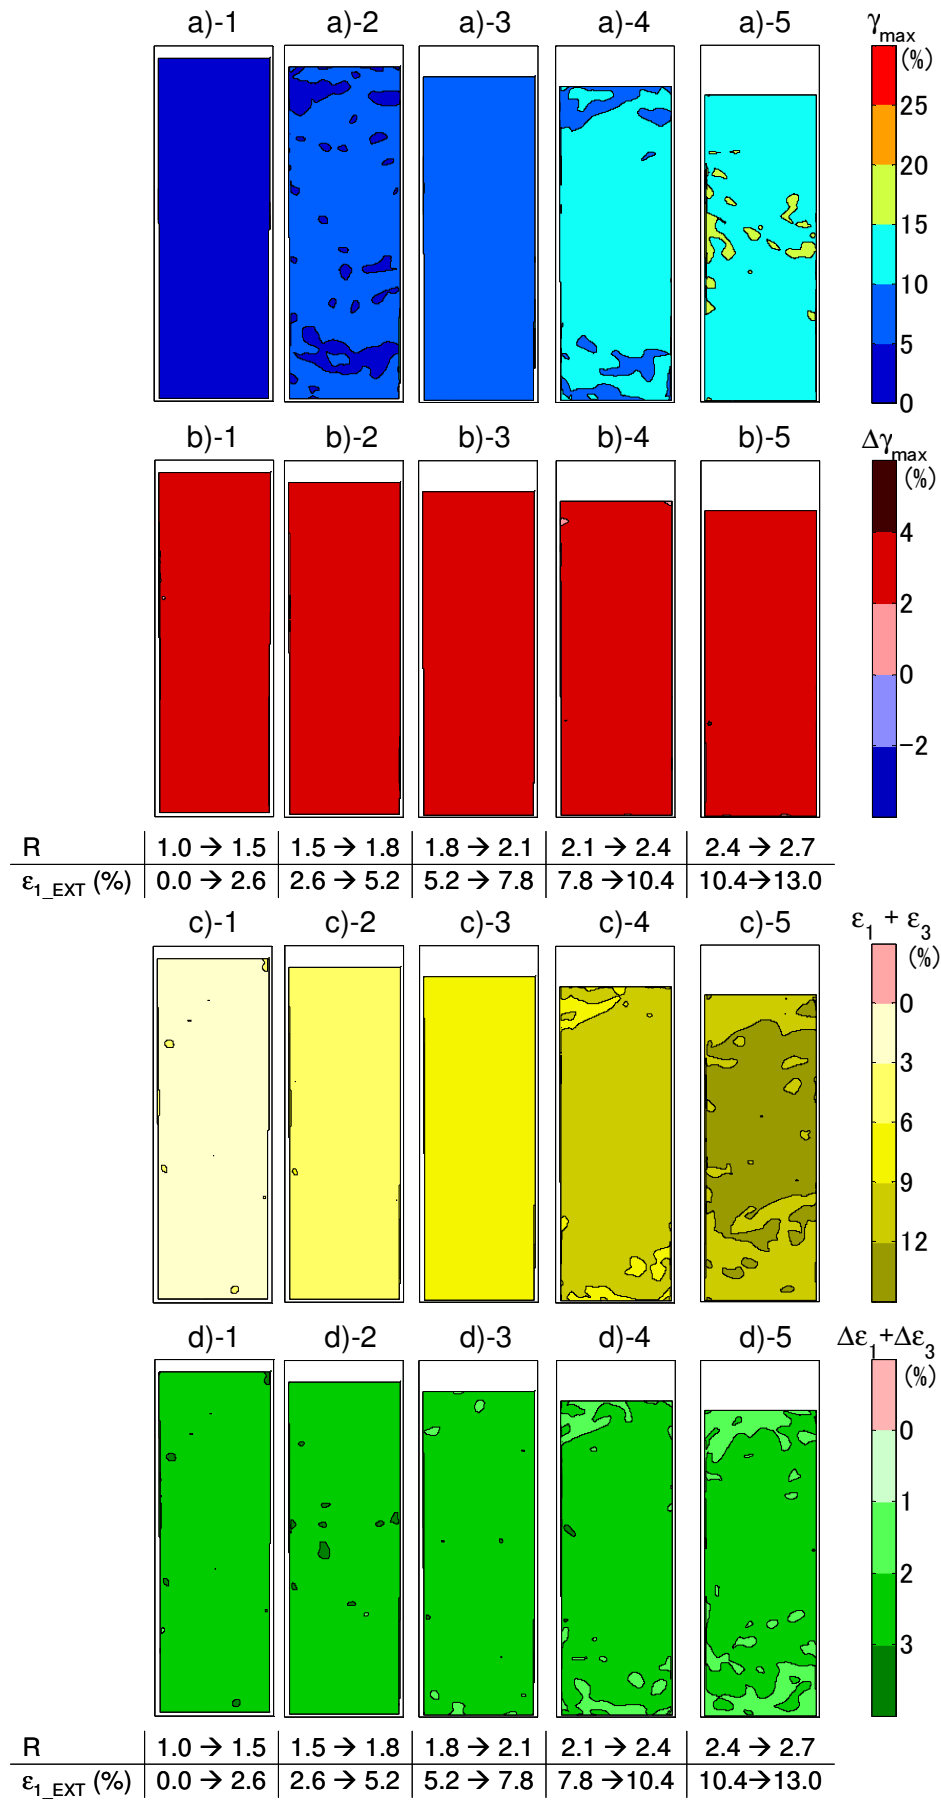 a)-1 a)-2 a)-3 a)-4 a)-5 γmax
(%)
25
20
15
10
5
0
b)-1 b)-2 b)-3 b)-4 b)-5 Δγmax
(%)
4
2
0
−2
R 1.0 → 1.5 1.5 → 1.8 1.8 → 2.1 2.1 → 2.4 2.4 → 2.7
ε1_EXT (%) 0.0 → 2.6 2.6 → 5.2 5.2 → 7.8 7.8 →10.4 10.4→13.0
c)-1 c)-2 c)-3 c)-4 c)-5 ε1 + ε3
(%)
0
3
6
9
12
d)-1 d)-2 d)-3 d)-4 d)-5 Δε1+Δε3
(%)
0
1
2
3
R 1.0 → 1.5 1.5 → 1.8 1.8 → 2.1 2.1 → 2.4 2.4 → 2.7
ε1_EXT (%) 0.0 → 2.6 2.6 → 5.2 5.2 → 7.8 7.8 →10.4 10.4→13.0